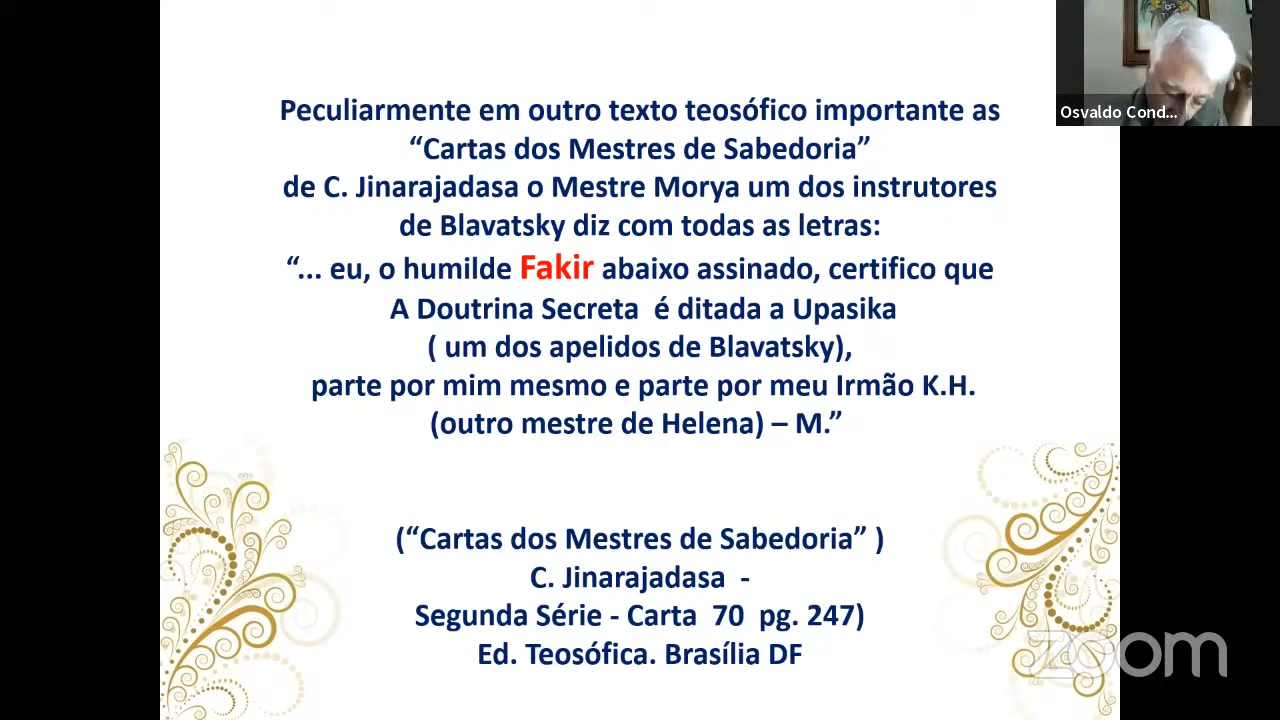 Peculiarmente em outro texto teosófico importante as
“Cartas dos Mestres de Sabedoria”
de C. Jinarajadasa o Mestre Morya um dos instrutores
de Blavatsky diz com todas as letras:
“... eu, o humilde Fakir abaixo assinado, certifico que
A Doutrina Secreta é ditada a Upasika
( um dos apelidos de Blavatsky),
parte por mim mesmo e parte por meu Irmão K.H.
(outro mestre de Helena) – M.”
(“Cartas dos Mestres de Sabedoria” )
C. Jinarajadasa -
Segunda Série - Carta 70 pg. 247)
Ed. Teosófica. Brasília DF
Osvaldo Cond...
zoom